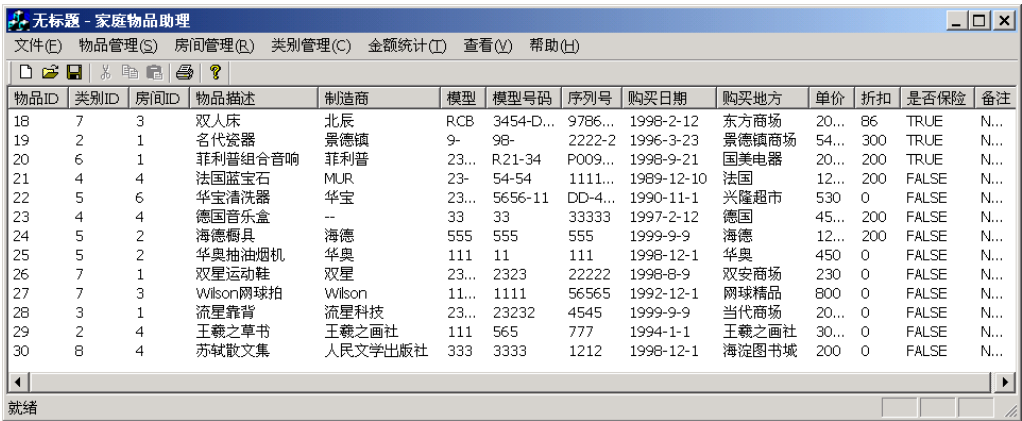 无标题 - 家庭物品助理
文件(F) 物品管理(S) 房间管理(R) 类别管理(C) 金额统计(T) 查看(V) 帮助(H)
物品ID 类别ID 房间ID 物品描述 制造商 模型 模型号码 序列号 购买日期 购买地方 单价 折扣 是否保险 备注
18 7 3 双人床 北辰 RCB 3454-D... 9786... 1998-2-12 东方商场 20... 86 TRUE N...
19 2 1 名代瓷器 景德镇 9- 98- 2222-2 1996-3-23 景德镇商场 54... 300 TRUE N...
20 6 1 菲利普组合音响 菲利普 23... R21-34 P009... 1998-9-21 国美电器 20... 200 TRUE N...
21 4 4 法国蓝宝石 MUR 23- 54-54 1111... 1989-12-10 法国 12... 200 FALSE N...
22 5 6 华宝清洗器 华宝 23... 5656-11 DD-4... 1990-11-1 兴隆超市 530 0 FALSE N...
23 4 4 德国音乐盒 -- 33 33 33333 1997-2-12 德国 45... 200 FALSE N...
24 5 2 海德橱具 海德 555 555 555 1999-9-9 海德 12... 200 FALSE N...
25 5 2 华奥抽油烟机 华奥 111 11 111 1998-12-1 华奥 450 0 FALSE N...
26 7 1 双星运动鞋 双星 23... 2323 22222 1998-8-9 双安商场 230 0 FALSE N...
27 7 3 Wilson网球拍 Wilson 11... 1111 56565 1992-12-1 网球精品 800 0 FALSE N...
28 3 1 流星靠背 流星科技 23... 23232 4545 1999-9-9 当代商场 20... 0 FALSE N...
29 2 4 王羲之草书 王羲之画社 111 565 777 1994-1-1 王羲之画社 30... 0 FALSE N...
30 8 4 苏轼散文集 人民文学出版社 333 3333 1212 1998-12-1 海淀图书城 200 0 FALSE N...
就绪